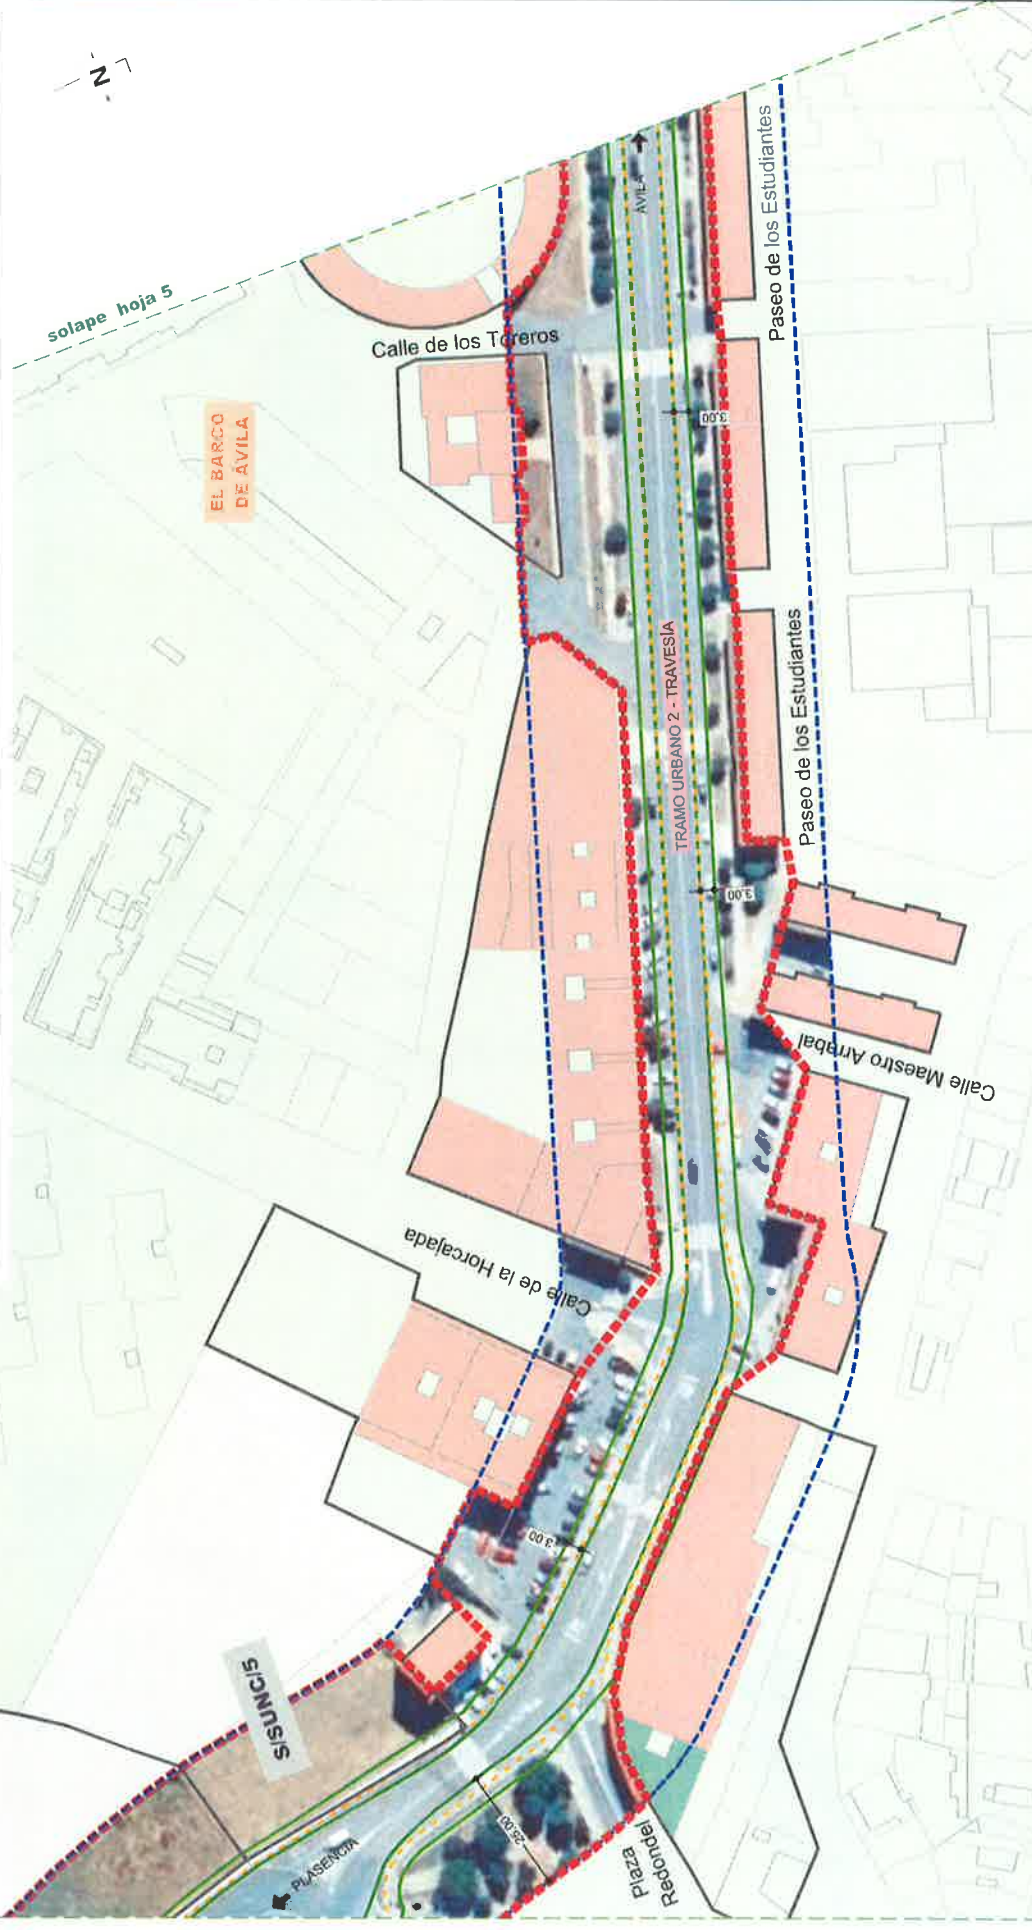 N
solape hoja 5
EL BARCO
DE ÁVILA
Calle de los Toreros
ÁVILA
Paseo de los Estudiantes
3,00
TRAMO URBANO 2 - TRAVESÍA
Paseo de los Estudiantes
3,00
Calle Maestro Arrabal
Calle de la Horcajada
3,00
S/SUNC/5
PLASENCIA
25,00
Plaza
Redondel